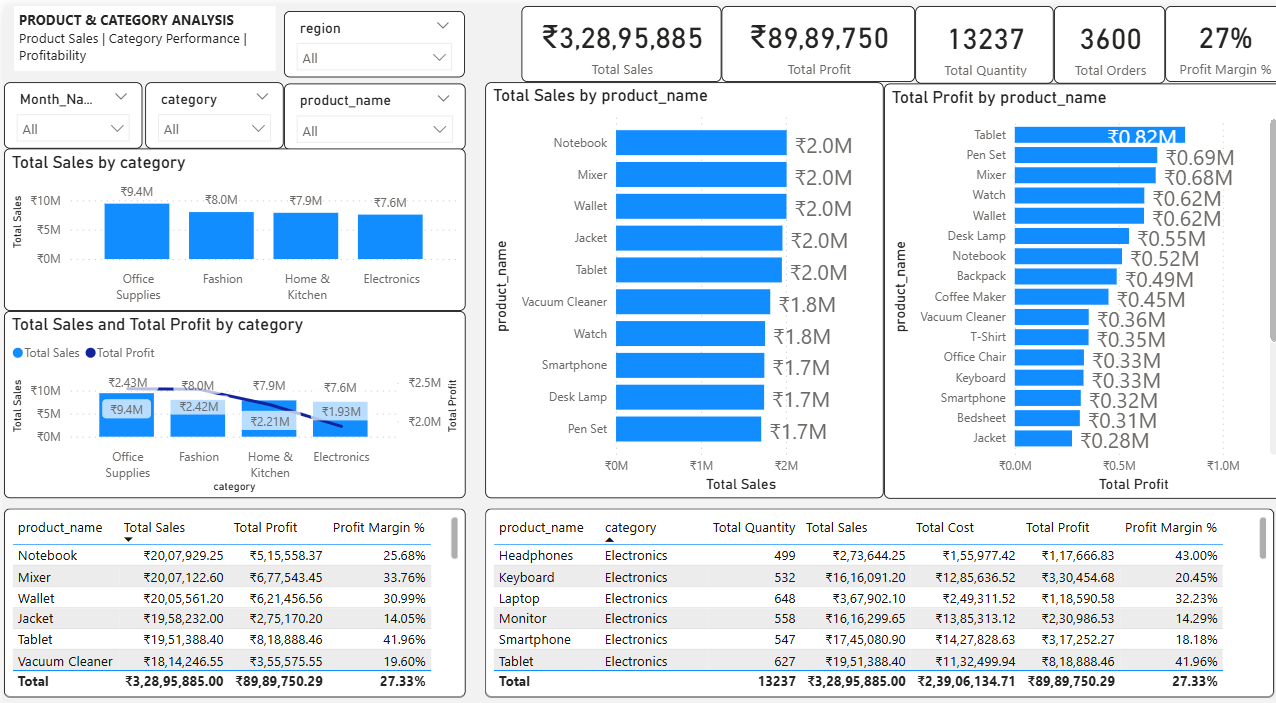 PRODUCT & CATEGORY ANALYSIS
Product Sales | Category Performance |
Profitability
region
All
₹3,28,95,885
Total Sales
₹89,89,750
Total Profit
13237
Total Quantity
3600
Total Orders
27%
Profit Margin %
Month_Na...
All
category
All
product_name
All
Total Sales by category
Total Sales
₹10M
₹5M
₹0M
₹9.4M
₹8.0M
₹7.9M
₹7.6M
Office
Supplies
Fashion
Home &
Kitchen
Electronics
Total Sales and Total Profit by category
Total Sales Total Profit
Total Sales
₹10M
₹5M
₹0M
₹2.43M
₹8.0M
₹7.9M
₹7.6M
₹9.4M
₹2.42M
₹2.21M
₹1.93M
₹2.5M
₹2.0M
Total Profit
Office
Supplies
Fashion
Home &
Kitchen
Electronics
category
Total Sales by product_name
product_name
Notebook ₹2.0M
Mixer ₹2.0M
Wallet ₹2.0M
Jacket ₹2.0M
Tablet ₹2.0M
Vacuum Cleaner ₹1.8M
Watch ₹1.8M
Smartphone ₹1.7M
Desk Lamp ₹1.7M
Pen Set ₹1.7M
₹0M ₹1M ₹2M
Total Sales
Total Profit by product_name
product_name
Tablet ₹0.82M
Pen Set ₹0.69M
Mixer ₹0.68M
Watch ₹0.62M
Wallet ₹0.62M
Desk Lamp ₹0.55M
Notebook ₹0.52M
Backpack ₹0.49M
Coffee Maker ₹0.45M
Vacuum Cleaner ₹0.36M
T-Shirt ₹0.35M
Office Chair ₹0.33M
Keyboard ₹0.33M
Smartphone ₹0.32M
Bedsheet ₹0.31M
Jacket ₹0.28M
₹0.0M ₹0.5M ₹1.0M
Total Profit
product_name Total Sales Total Profit Profit Margin %
Notebook ₹20,07,929.25 ₹5,15,558.37 25.68%
Mixer ₹20,07,122.60 ₹6,77,543.45 33.76%
Wallet ₹20,05,561.20 ₹6,21,456.56 30.99%
Jacket ₹19,58,232.00 ₹2,75,170.20 14.05%
Tablet ₹19,51,388.40 ₹8,18,888.46 41.96%
Vacuum Cleaner ₹18,14,246.55 ₹3,55,575.55 19.60%
Total ₹3,28,95,885.00 ₹89,89,750.29 27.33%
product_name category Total Quantity Total Sales Total Cost Total Profit Profit Margin %
Headphones Electronics 499 ₹2,73,644.25 ₹1,55,977.42 ₹1,17,666.83 43.00%
Keyboard Electronics 532 ₹16,16,091.20 ₹12,85,636.52 ₹3,30,454.68 20.45%
Laptop Electronics 648 ₹3,67,902.10 ₹2,49,311.52 ₹1,18,590.58 32.23%
Monitor Electronics 558 ₹16,16,299.65 ₹13,85,313.12 ₹2,30,986.53 14.29%
Smartphone Electronics 547 ₹17,45,080.90 ₹14,27,828.63 ₹3,17,252.27 18.18%
Tablet Electronics 627 ₹19,51,388.40 ₹11,32,499.94 ₹8,18,888.46 41.96%
Total 13237 ₹3,28,95,885.00 ₹2,39,06,134.71 ₹89,89,750.29 27.33%